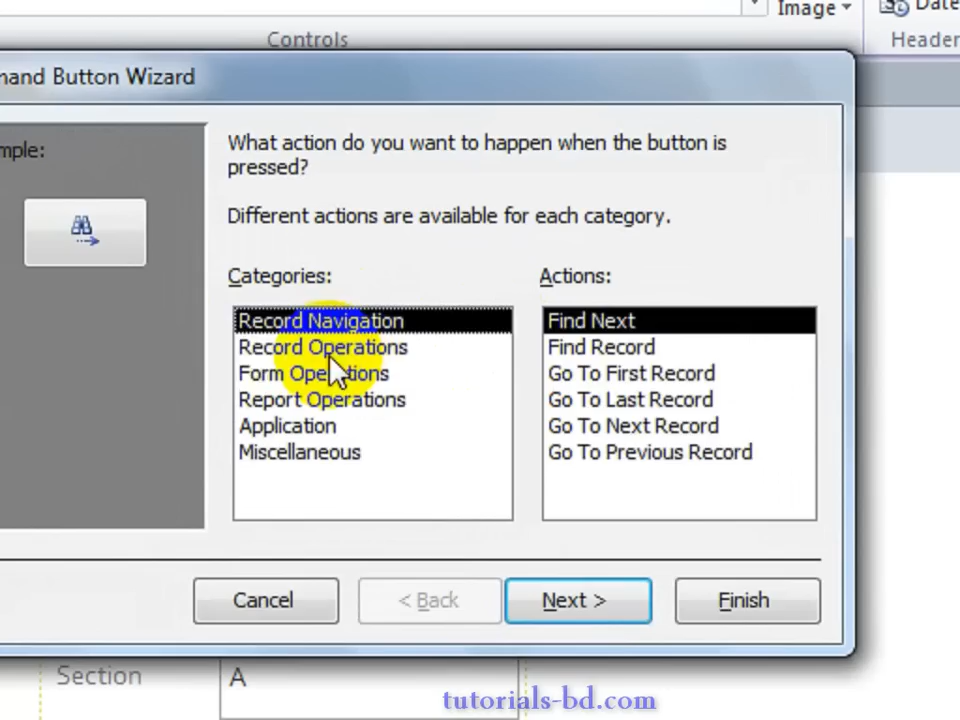 Image
Date
Controls
Header
mand Button Wizard
mple:
What action do you want to happen when the button is
pressed?
Different actions are available for each category.
Categories:
Actions:
Record Navigation
Record Operations
Form Operations
Report Operations
Application
Miscellaneous
Find Next
Find Record
Go To First Record
Go To Last Record
Go To Next Record
Go To Previous Record
Cancel
< Back
Next >
Finish
Section
A
tutorials-bd.com